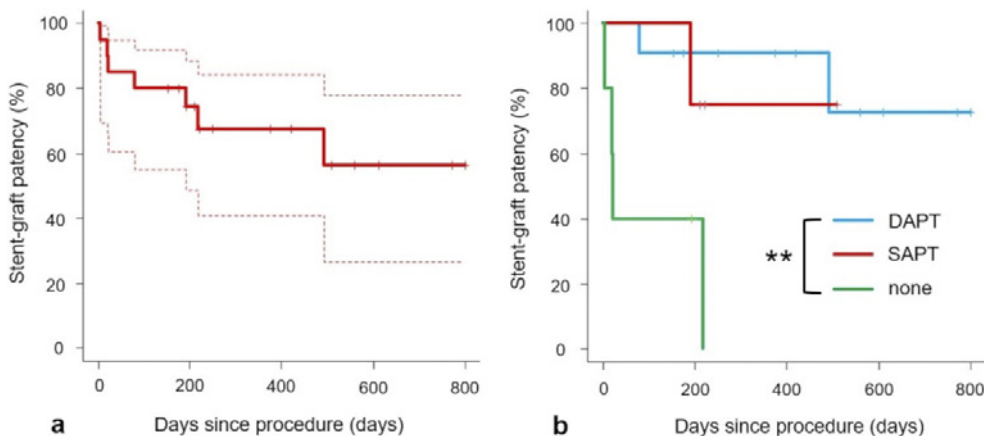 100
80
60
40
20
0
Stent-graft patency (%)
0 200 400 600 800
Days since procedure (days)
a
100
80
60
40
20
0
Stent-graft patency (%)
**
DAPT
SAPT
none
0 200 400 600 800
Days since procedure (days)
b